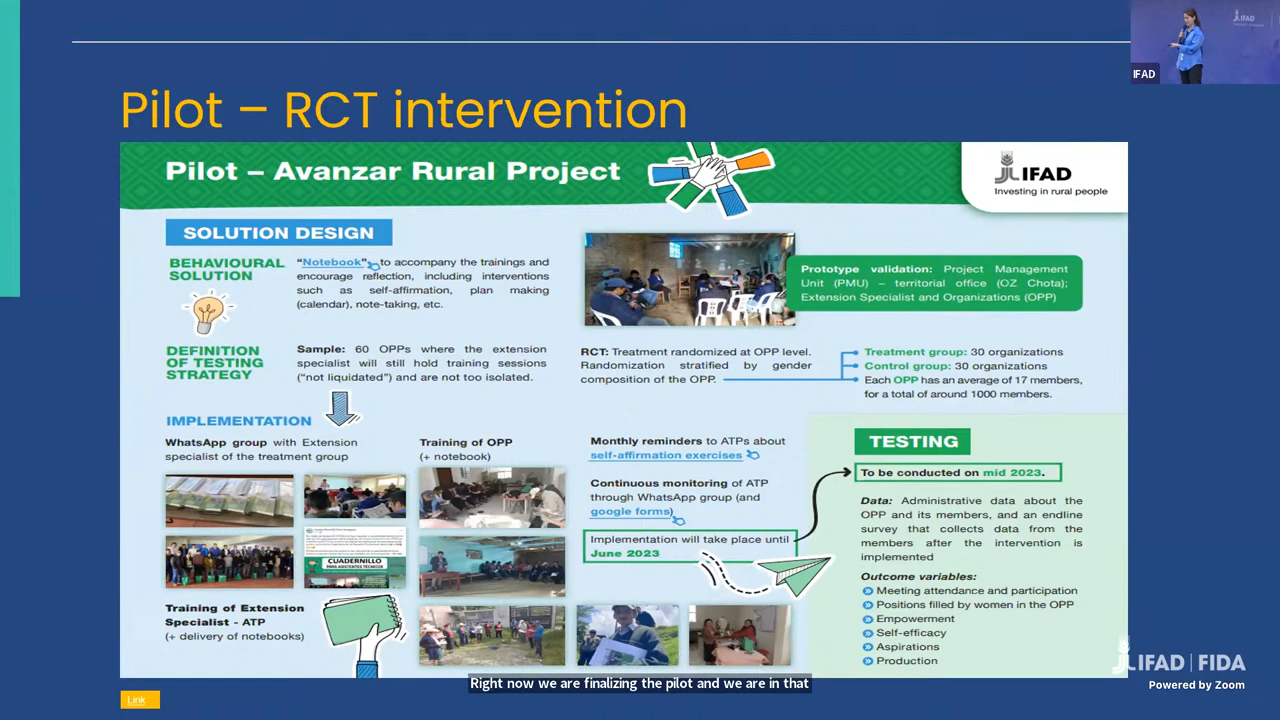 IFAD
IFAD
Pilot – RCT intervention
Pilot – Avanzar Rural Project
IFAD
Investing in rural people
SOLUTION DESIGN
BEHAVIOURAL
SOLUTION
"Notebook", to accompany the trainings and
encourage reflection, including interventions
such as self-affirmation, plan making
(calendar), note-taking, etc.
Prototype validation: Project Management
Unit (PMU) – territorial office (OZ Chota);
Extension Specialist and Organizations (OPP)
DEFINITION
OF TESTING
STRATEGY
Sample: 60 OPPs where the extension
specialist will still hold training sessions
("not liquidated") and are not too isolated.
RCT: Treatment randomized at OPP level.
Randomization stratified by gender
composition of the OPP.
Treatment group: 30 organizations
Control group: 30 organizations
Each OPP has an average of 17 members,
for a total of around 1000 members.
IMPLEMENTATION
WhatsApp group with Extension
specialist of the treatment group
Training of OPP
(+ notebook)
CUADERNILLO
PARA ASISTENTES TÉCNICOS
Training of Extension
Specialist - ATP
(+ delivery of notebooks)
Monthly reminders to ATPs about
self-affirmation exercises
Continuous monitoring of ATP
through WhatsApp group (and
google forms)
Implementation will take place until
June 2023
TESTING
To be conducted on mid 2023.
Data: Administrative data about the
OPP and its members, and an endline
survey that collects data from the
members after the intervention is
implemented
Outcome variables:
Meeting attendance and participation
Positions filled by women in the OPP
Empowerment
Self-efficacy
Aspirations
Production
IFAD | FIDA
Powered by Zoom
Right now we are finalizing the pilot and we are in that
Link